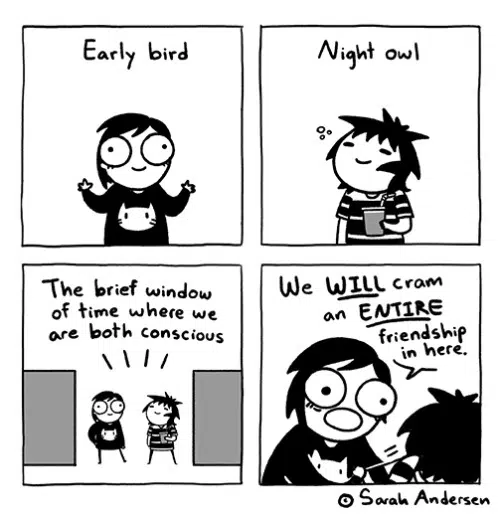 Early bird
Night owl
The brief window
of time where we
are both conscious
We WILL cram
an ENTIRE
friendship
in here.
© Sarah Andersen